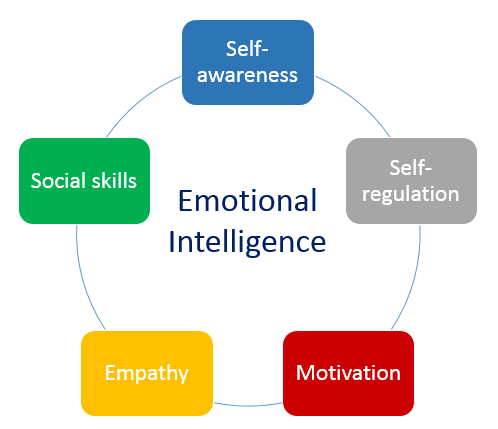 Self-
awareness
Self-
regulation
Motivation
Empathy
Social skills
Emotional
Intelligence